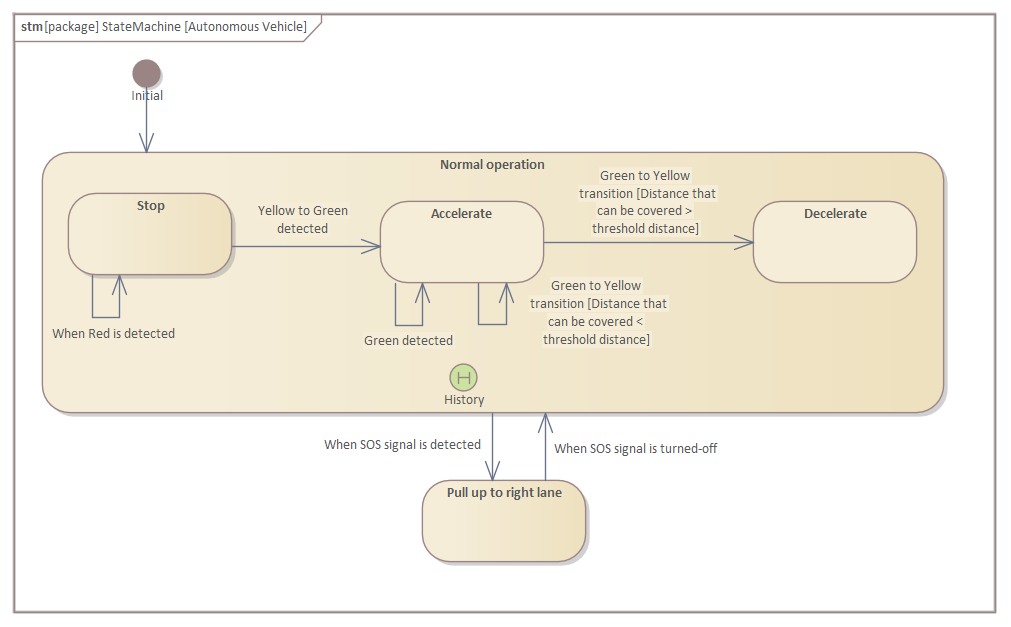 stm[package] StateMachine [Autonomous Vehicle]
Initial
Normal operation
Stop
Yellow to Green
detected
Accelerate
Green to Yellow
transition [Distance that
can be covered >
threshold distance]
Decelerate
When Red is detected
Green detected
Green to Yellow
transition [Distance that
can be covered <
threshold distance]
H
History
When SOS signal is detected
When SOS signal is turned-off
Pull up to right lane